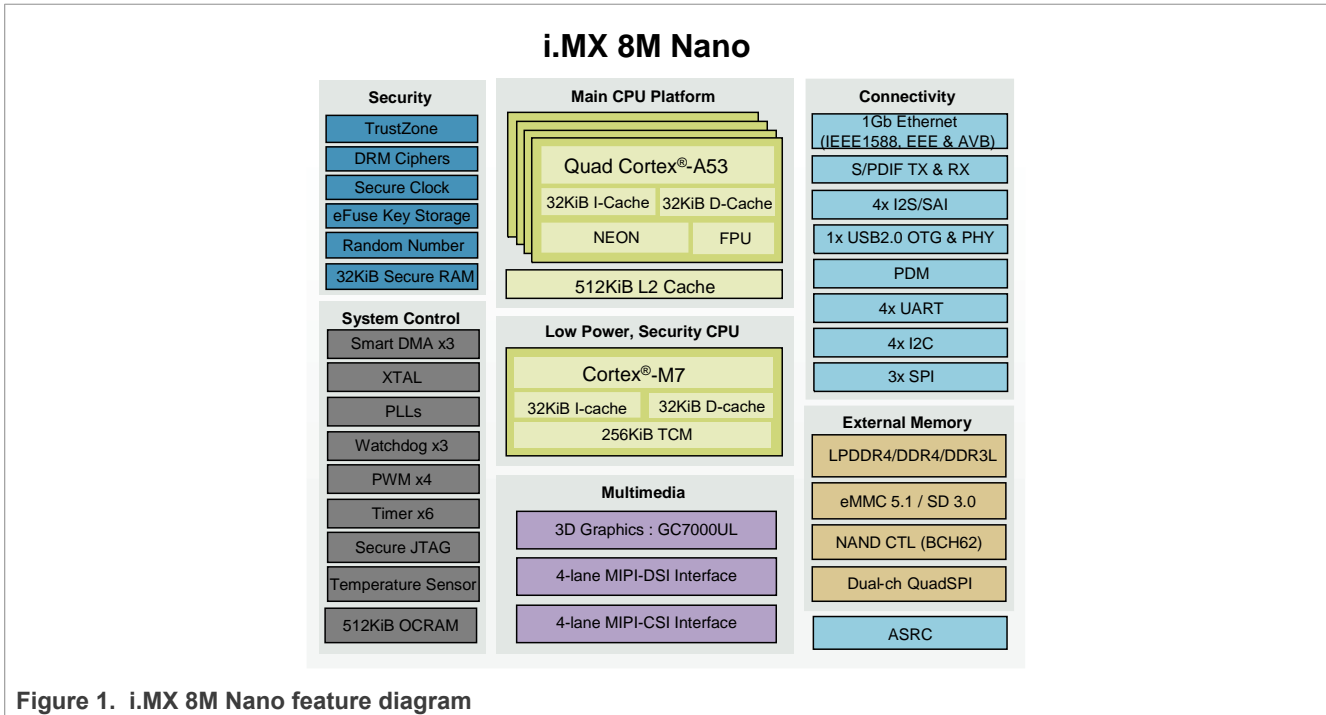 i.MX 8M Nano
Security
TrustZone
DRM Ciphers
Secure Clock
eFuse Key Storage
Random Number
32KiB Secure RAM
System Control
Smart DMA x3
XTAL
PLLs
Watchdog x3
PWM x4
Timer x6
Secure JTAG
Temperature Sensor
512KiB OCRAM
Main CPU Platform
Quad Cortex®-A53
32KiB I-Cache
32KiB D-Cache
NEON
FPU
512KiB L2 Cache
Low Power, Security CPU
Cortex®-M7
32KiB I-cache
32KiB D-cache
256KiB TCM
Multimedia
3D Graphics : GC7000UL
4-lane MIPI-DSI Interface
4-lane MIPI-CSI Interface
Connectivity
1Gb Ethernet
(IEEE1588, EEE & AVB)
S/PDIF TX & RX
4x I2S/SAI
1x USB2.0 OTG & PHY
PDM
4x UART
4x I2C
3x SPI
External Memory
LPDDR4/DDR4/DDR3L
eMMC 5.1 / SD 3.0
NAND CTL (BCH62)
Dual-ch QuadSPI
ASRC
Figure 1. i.MX 8M Nano feature diagram